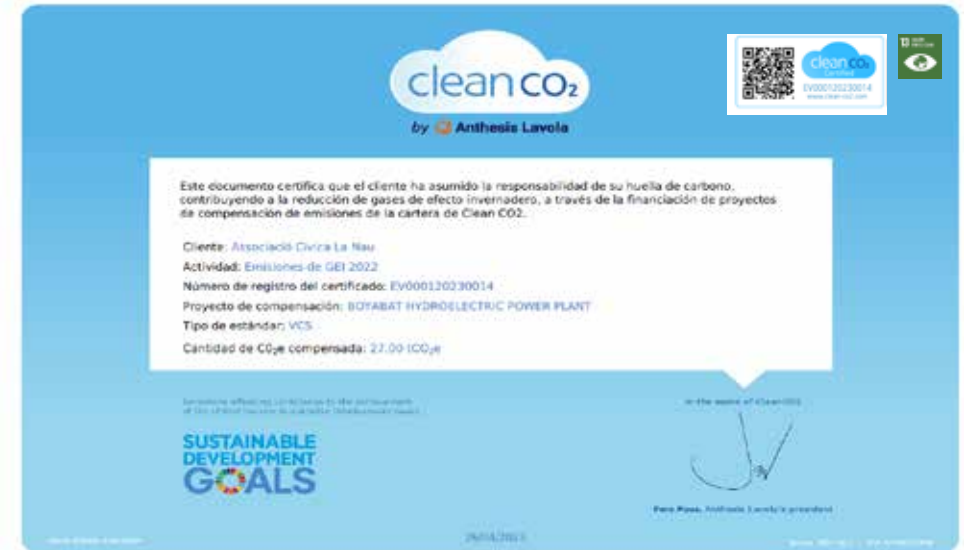 clean CO₂
by Anthesis Lavola
clean CO₂
Certified
EV000120230014
www.clean-co2.com
13
Este documento certifica que el cliente ha asumido la responsabilidad de su huella de carbono,
contribuyendo a la reducción de gases de efecto invernadero, a través de la financiación de proyectos
de compensación de emisiones de la cartera de Clean CO2.
Cliente: Associació Cívica La Nau
Actividad: Emisiones de GEI 2022
Número de registro del certificado: EV000120230014
Proyecto de compensación: BOYABAT HYDROELECTRIC POWER PLANT
Tipo de estándar: VCS
Cantidad de C0₂e compensada: 27.00 tCO₂e
In the name of CleanCO2
SUSTAINABLE
DEVELOPMENT
GOALS
Pere Pous, Anthesis Lavola's president